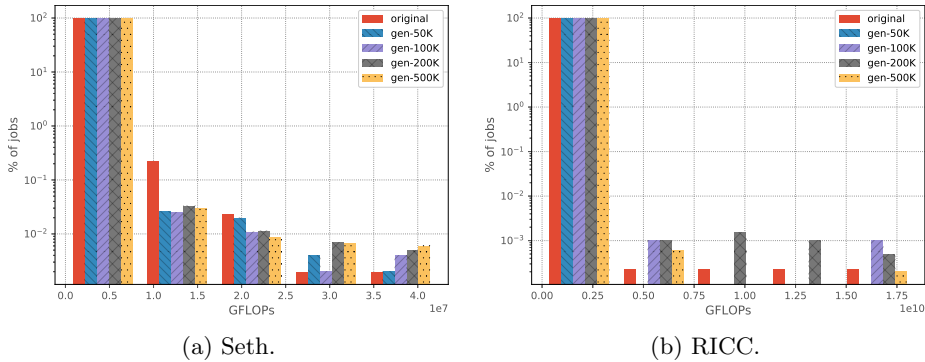 original
gen-50K
gen-100K
gen-200K
gen-500K
% of jobs
10²
10¹
10⁰
10⁻¹
10⁻²
0.0 0.5 1.0 1.5 2.0 2.5 3.0 3.5 4.0
1e7
GFLOPs
(a) Seth.
original
gen-50K
gen-100K
gen-200K
gen-500K
% of jobs
10²
10¹
10⁰
10⁻¹
10⁻²
10⁻³
0.00 0.25 0.50 0.75 1.00 1.25 1.50 1.75
1e10
GFLOPs
(b) RICC.